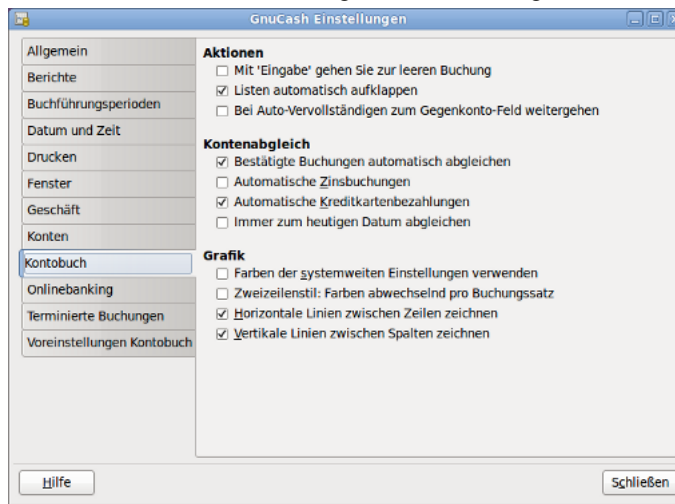 GnuCash Einstellungen
Allgemein
Berichte
Buchführungsperioden
Datum und Zeit
Drucken
Fenster
Geschäft
Konten
Kontobuch
Onlinebanking
Terminierte Buchungen
Voreinstellungen Kontobuch
Aktionen
Mit 'Eingabe' gehen Sie zur leeren Buchung
Listen automatisch aufklappen
Bei Auto-Vervollständigen zum Gegenkonto-Feld weitergehen
Kontenabgleich
Bestätigte Buchungen automatisch abgleichen
Automatische Zinsbuchungen
Automatische Kreditkartenbezahlungen
Immer zum heutigen Datum abgleichen
Grafik
Farben der systemweiten Einstellungen verwenden
Zweizeilenstil: Farben abwechselnd pro Buchungssatz
Horizontale Linien zwischen Zeilen zeichnen
Vertikale Linien zwischen Spalten zeichnen
Hilfe
Schließen